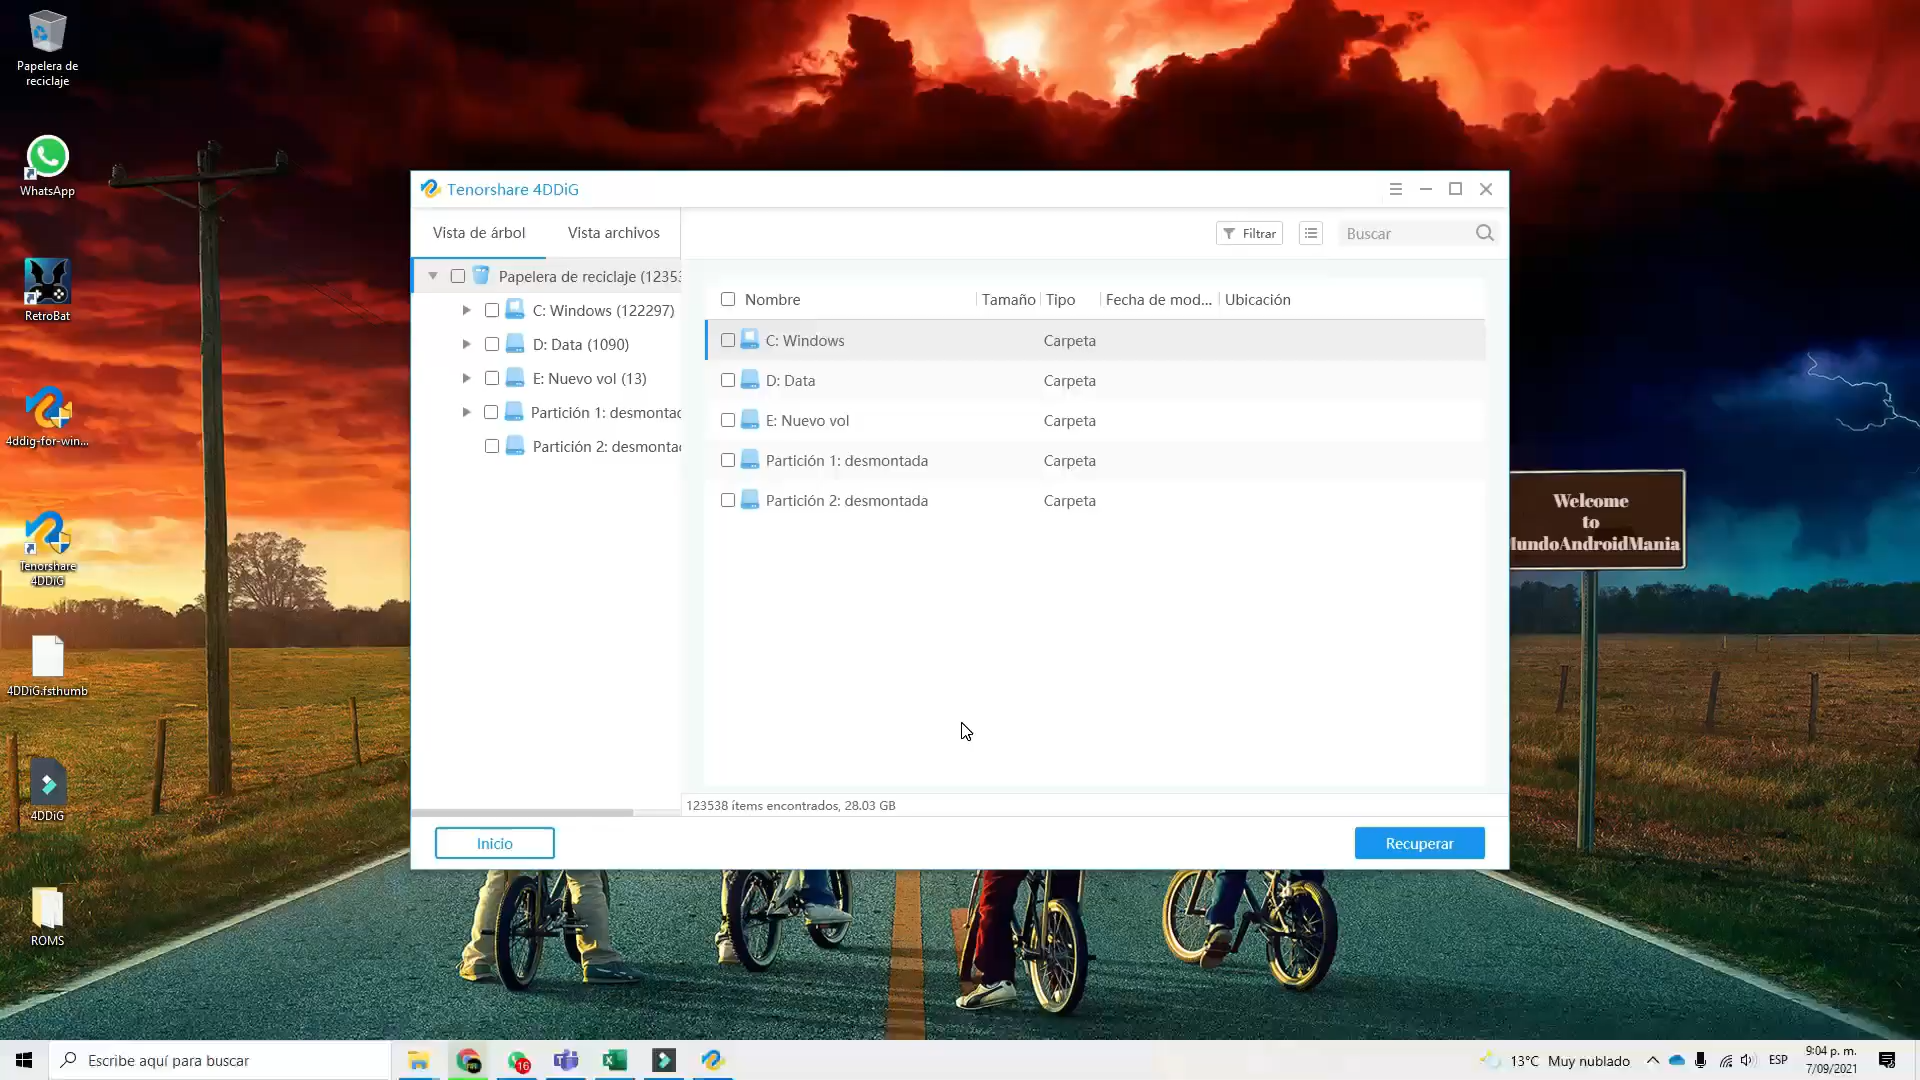 Papelera de
reciclaje
WhatsApp
RetroBat
4ddig-for-win...
Tenorshare
4DDiG
4DDiG.fsthumb
4DDiG
ROMS
Tenorshare 4DDiG
Vista de árbol
Vista archivos
Filtrar
Buscar
Papelera de reciclaje (1235
C: Windows (122297)
D: Data (1090)
E: Nuevo vol (13)
Partición 1: desmonta
Partición 2: desmonta
Nombre
Tamaño
Tipo
Fecha de mod...
Ubicación
C: Windows
Carpeta
D: Data
Carpeta
E: Nuevo vol
Carpeta
Partición 1: desmontada
Carpeta
Partición 2: desmontada
Carpeta
123538 ítems encontrados, 28.03 GB
Inicio
Recuperar
Welcome
to
undoAndroidMania
Escribe aquí para buscar
16
13°C Muy nublado
ESP
9:04 p. m.
7/09/2021